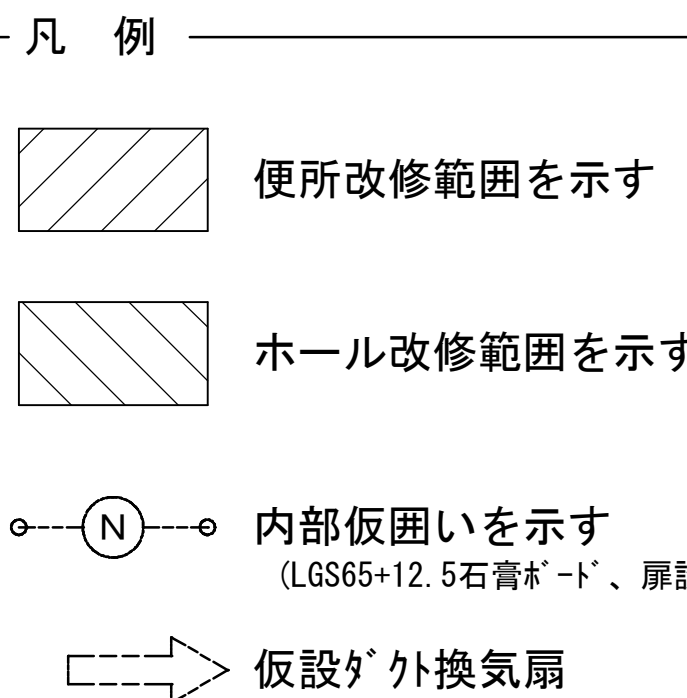 凡　例
便所改修範囲を示す
ホール改修範囲を示す
N
内部仮囲いを示す
(LGS65+12.5石膏ﾎﾞｰﾄﾞ、扉
仮設ﾀﾞｸﾄ換気扇